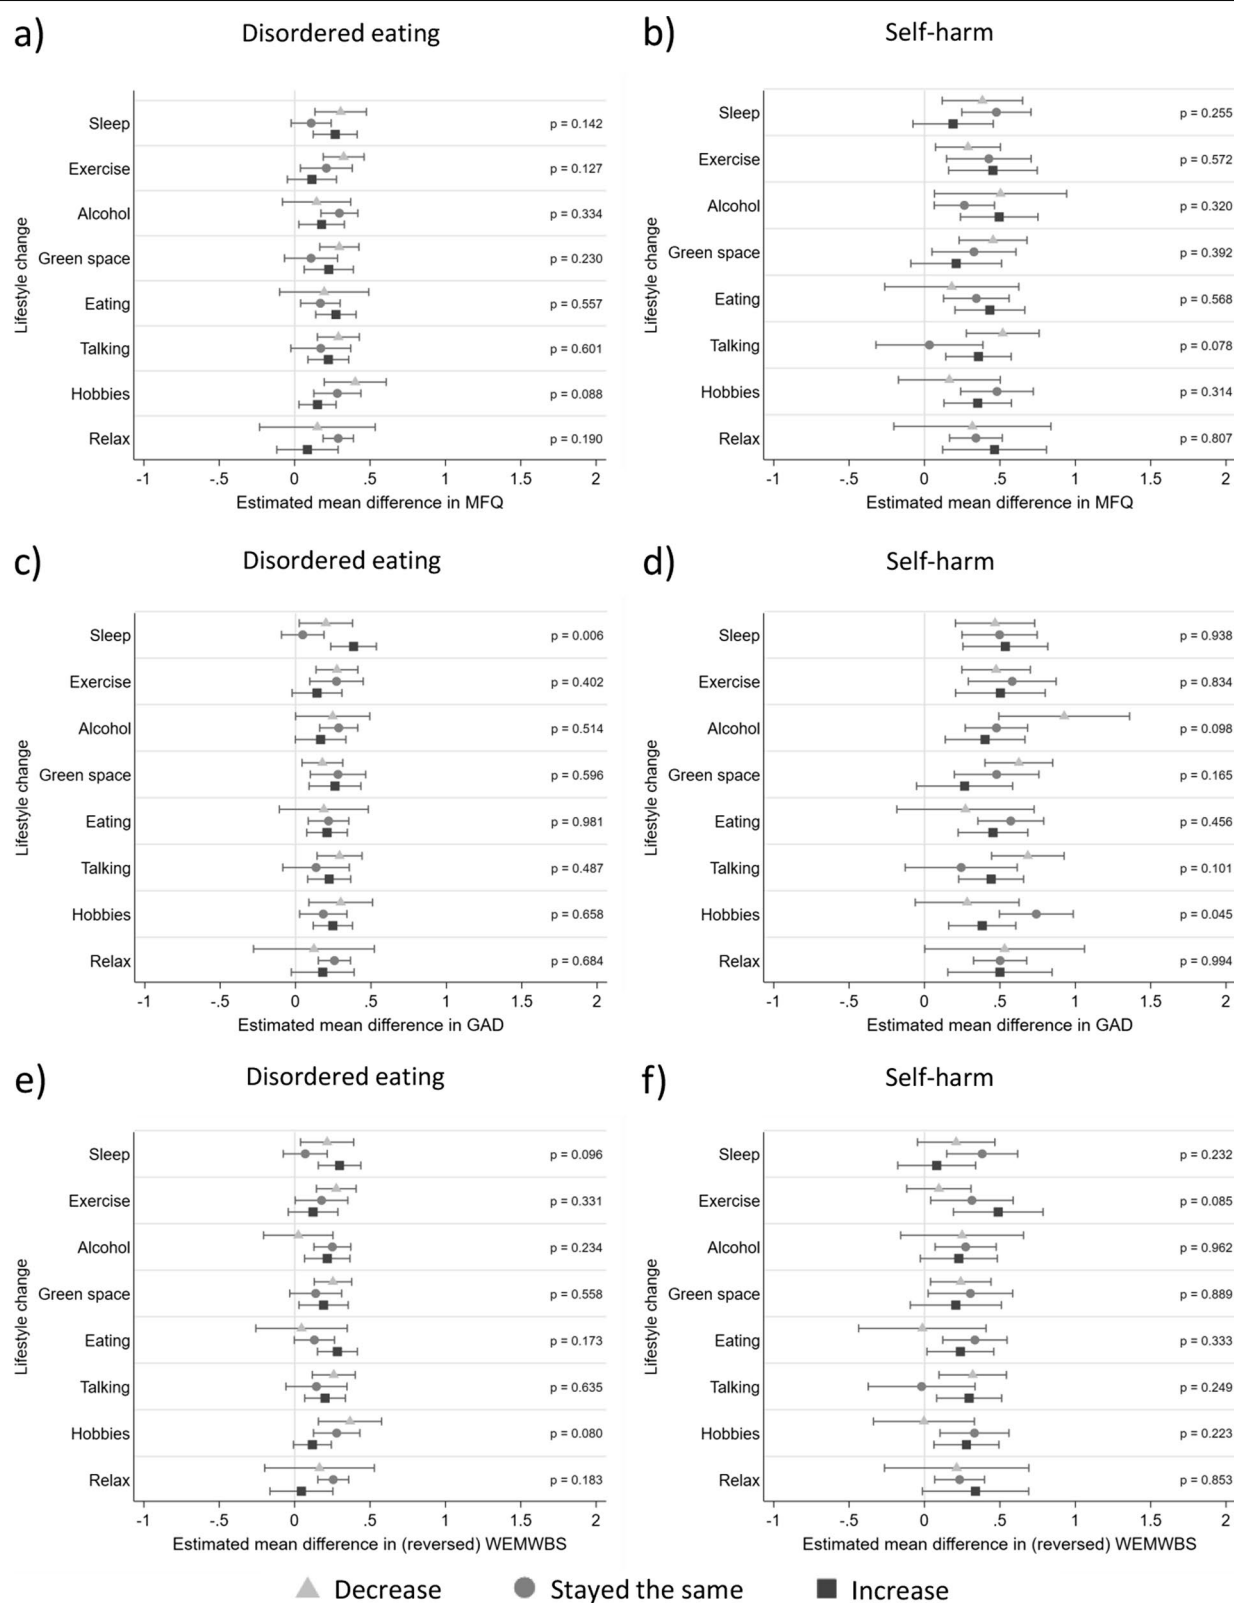 a)
Disordered eating
Lifestyle change
Sleep
p = 0.142
Exercise
p = 0.127
Alcohol
p = 0.334
Green space
p = 0.230
Eating
p = 0.557
Talking
p = 0.601
Hobbies
p = 0.088
Relax
p = 0.190
-1 -.5 0 .5 1 1.5 2
Estimated mean difference in MFQ
b)
Self-harm
Lifestyle change
Sleep
p = 0.255
Exercise
p = 0.572
Alcohol
p = 0.320
Green space
p = 0.392
Eating
p = 0.568
Talking
p = 0.078
Hobbies
p = 0.314
Relax
p = 0.807
-1 -.5 0 .5 1 1.5 2
Estimated mean difference in MFQ
c)
Disordered eating
Lifestyle change
Sleep
p = 0.006
Exercise
p = 0.402
Alcohol
p = 0.514
Green space
p = 0.596
Eating
p = 0.981
Talking
p = 0.487
Hobbies
p = 0.658
Relax
p = 0.684
-1 -.5 0 .5 1 1.5 2
Estimated mean difference in GAD
d)
Self-harm
Lifestyle change
Sleep
p = 0.938
Exercise
p = 0.834
Alcohol
p = 0.098
Green space
p = 0.165
Eating
p = 0.456
Talking
p = 0.101
Hobbies
p = 0.045
Relax
p = 0.994
-1 -.5 0 .5 1 1.5 2
Estimated mean difference in GAD
e)
Disordered eating
Lifestyle change
Sleep
p = 0.096
Exercise
p = 0.331
Alcohol
p = 0.234
Green space
p = 0.558
Eating
p = 0.173
Talking
p = 0.635
Hobbies
p = 0.080
Relax
p = 0.183
-1 -.5 0 .5 1 1.5 2
Estimated mean difference in (reversed) WEMWBS
f)
Self-harm
Lifestyle change
Sleep
p = 0.232
Exercise
p = 0.085
Alcohol
p = 0.962
Green space
p = 0.889
Eating
p = 0.333
Talking
p = 0.249
Hobbies
p = 0.223
Relax
p = 0.853
-1 -.5 0 .5 1 1.5 2
Estimated mean difference in (reversed) WEMWBS
Decrease Stayed the same Increase